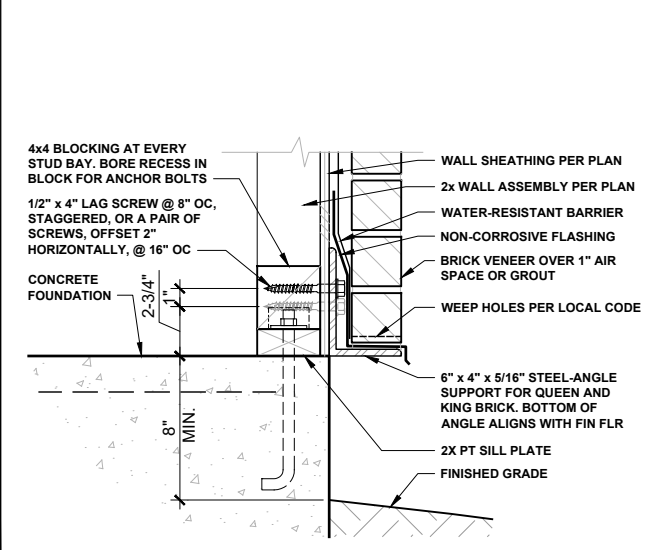 4x4 BLOCKING AT EVERY
STUD BAY. BORE RECESS IN
BLOCK FOR ANCHOR BOLTS
1/2" x 4" LAG SCREW @ 8" OC,
STAGGERED, OR A PAIR OF
SCREWS, OFFSET 2"
HORIZONTALLY, @ 16" OC
CONCRETE
FOUNDATION
2-3/4"
1"
8"
MIN.
WALL SHEATHING PER PLAN
2x WALL ASSEMBLY PER PLAN
WATER-RESISTANT BARRIER
NON-CORROSIVE FLASHING
BRICK VENEER OVER 1" AIR
SPACE OR GROUT
WEEP HOLES PER LOCAL CODE
6" x 4" x 5/16" STEEL-ANGLE
SUPPORT FOR QUEEN AND
KING BRICK. BOTTOM OF
ANGLE ALIGNS WITH FIN FLR
2X PT SILL PLATE
FINISHED GRADE